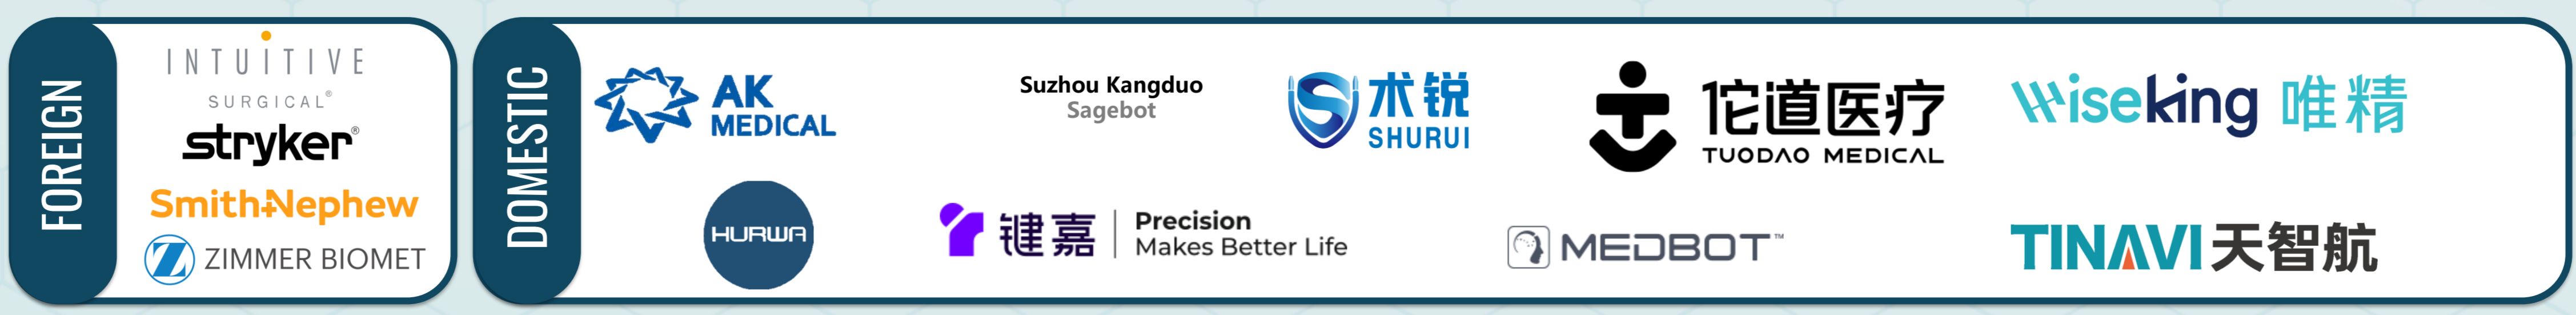 FOREIGN
INTUITIVE
SURGICAL®
stryker®
Smith+Nephew
ZIMMER BIOMET
DOMESTIC
AK
MEDICAL
Suzhou Kangduo
Sagebot
术锐
SHURUI
佗道医疗
TUODAO MEDICAL
Wiseking 唯精
HURWA
键嘉
Precision
Makes Better Life
MEDBOT™
TINAVI 天智航